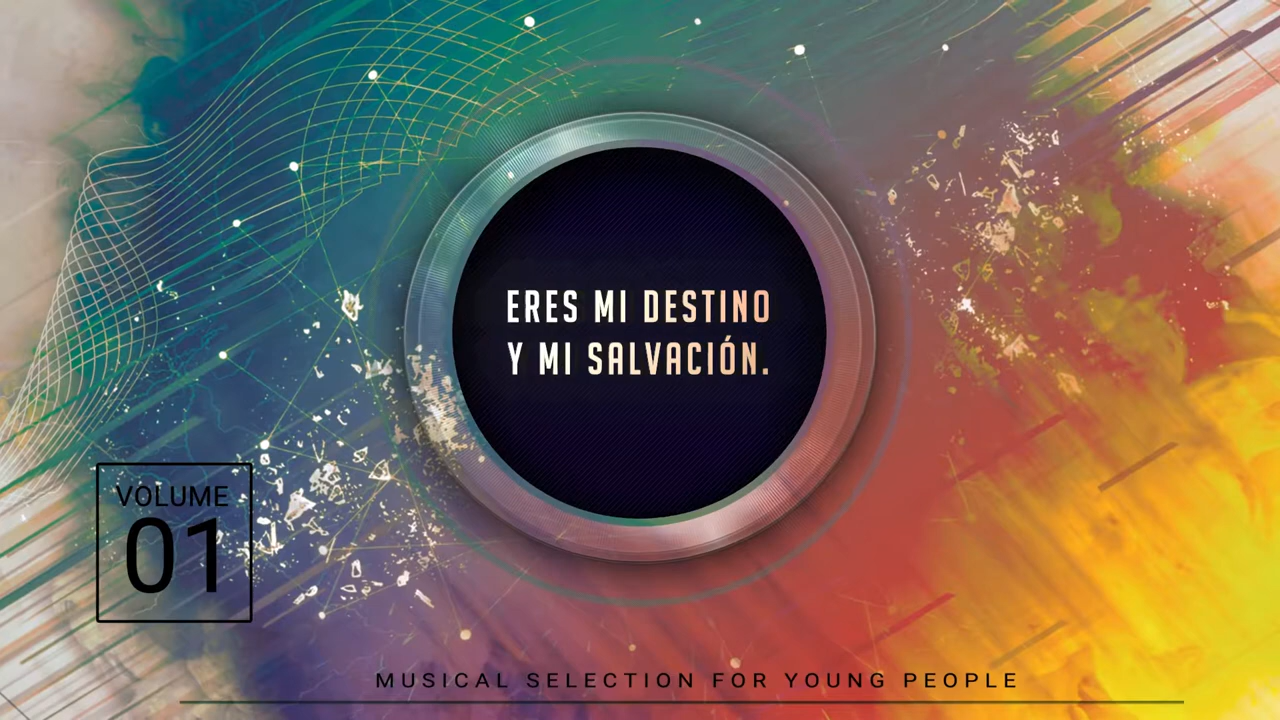 ERES MI DESTINO
Y MI SALVACIÓN.
VOLUME
01
MUSICAL SELECTION FOR YOUNG PEOPLE